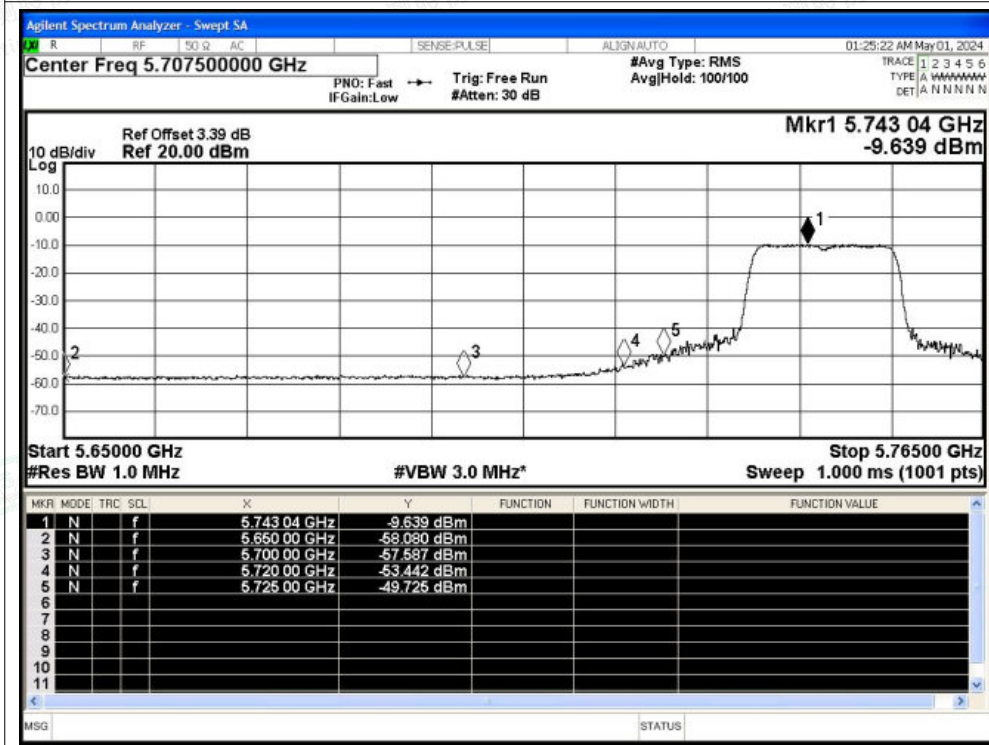 Agilent Spectrum Analyzer - Swept SA
LXI R RF 50 Ω AC SENSE:PULSE ALIGN AUTO 01:25:22 AM May 01, 2024
Center Freq 5.707500000 GHz
PNO: Fast
IFGain:Low
Trig: Free Run
#Atten: 30 dB
#Avg Type: RMS
Avg|Hold: 100/100
TRACE 1 2 3 4 5 6
TYPE A WWWWW
DET A N N N N N
Mkr1 5.743 04 GHz
-9.639 dBm
Ref Offset 3.39 dB
10 dB/div Ref 20.00 dBm
Log
10.0
0.00
-10.0
-20.0
-30.0
-40.0
-50.0
-60.0
-70.0
1
2
3
4
5
Start 5.65000 GHz Stop 5.76500 GHz
#Res BW 1.0 MHz #VBW 3.0 MHz* Sweep 1.000 ms (1001 pts)
MKR MODE TRC SCL X Y FUNCTION FUNCTION WIDTH FUNCTION VALUE
1 N f 5.743 04 GHz -9.639 dBm
2 N f 5.650 00 GHz -58.080 dBm
3 N f 5.700 00 GHz -57.587 dBm
4 N f 5.720 00 GHz -53.442 dBm
5 N f 5.725 00 GHz -49.725 dBm
6
7
8
9
10
11
MSG STATUS